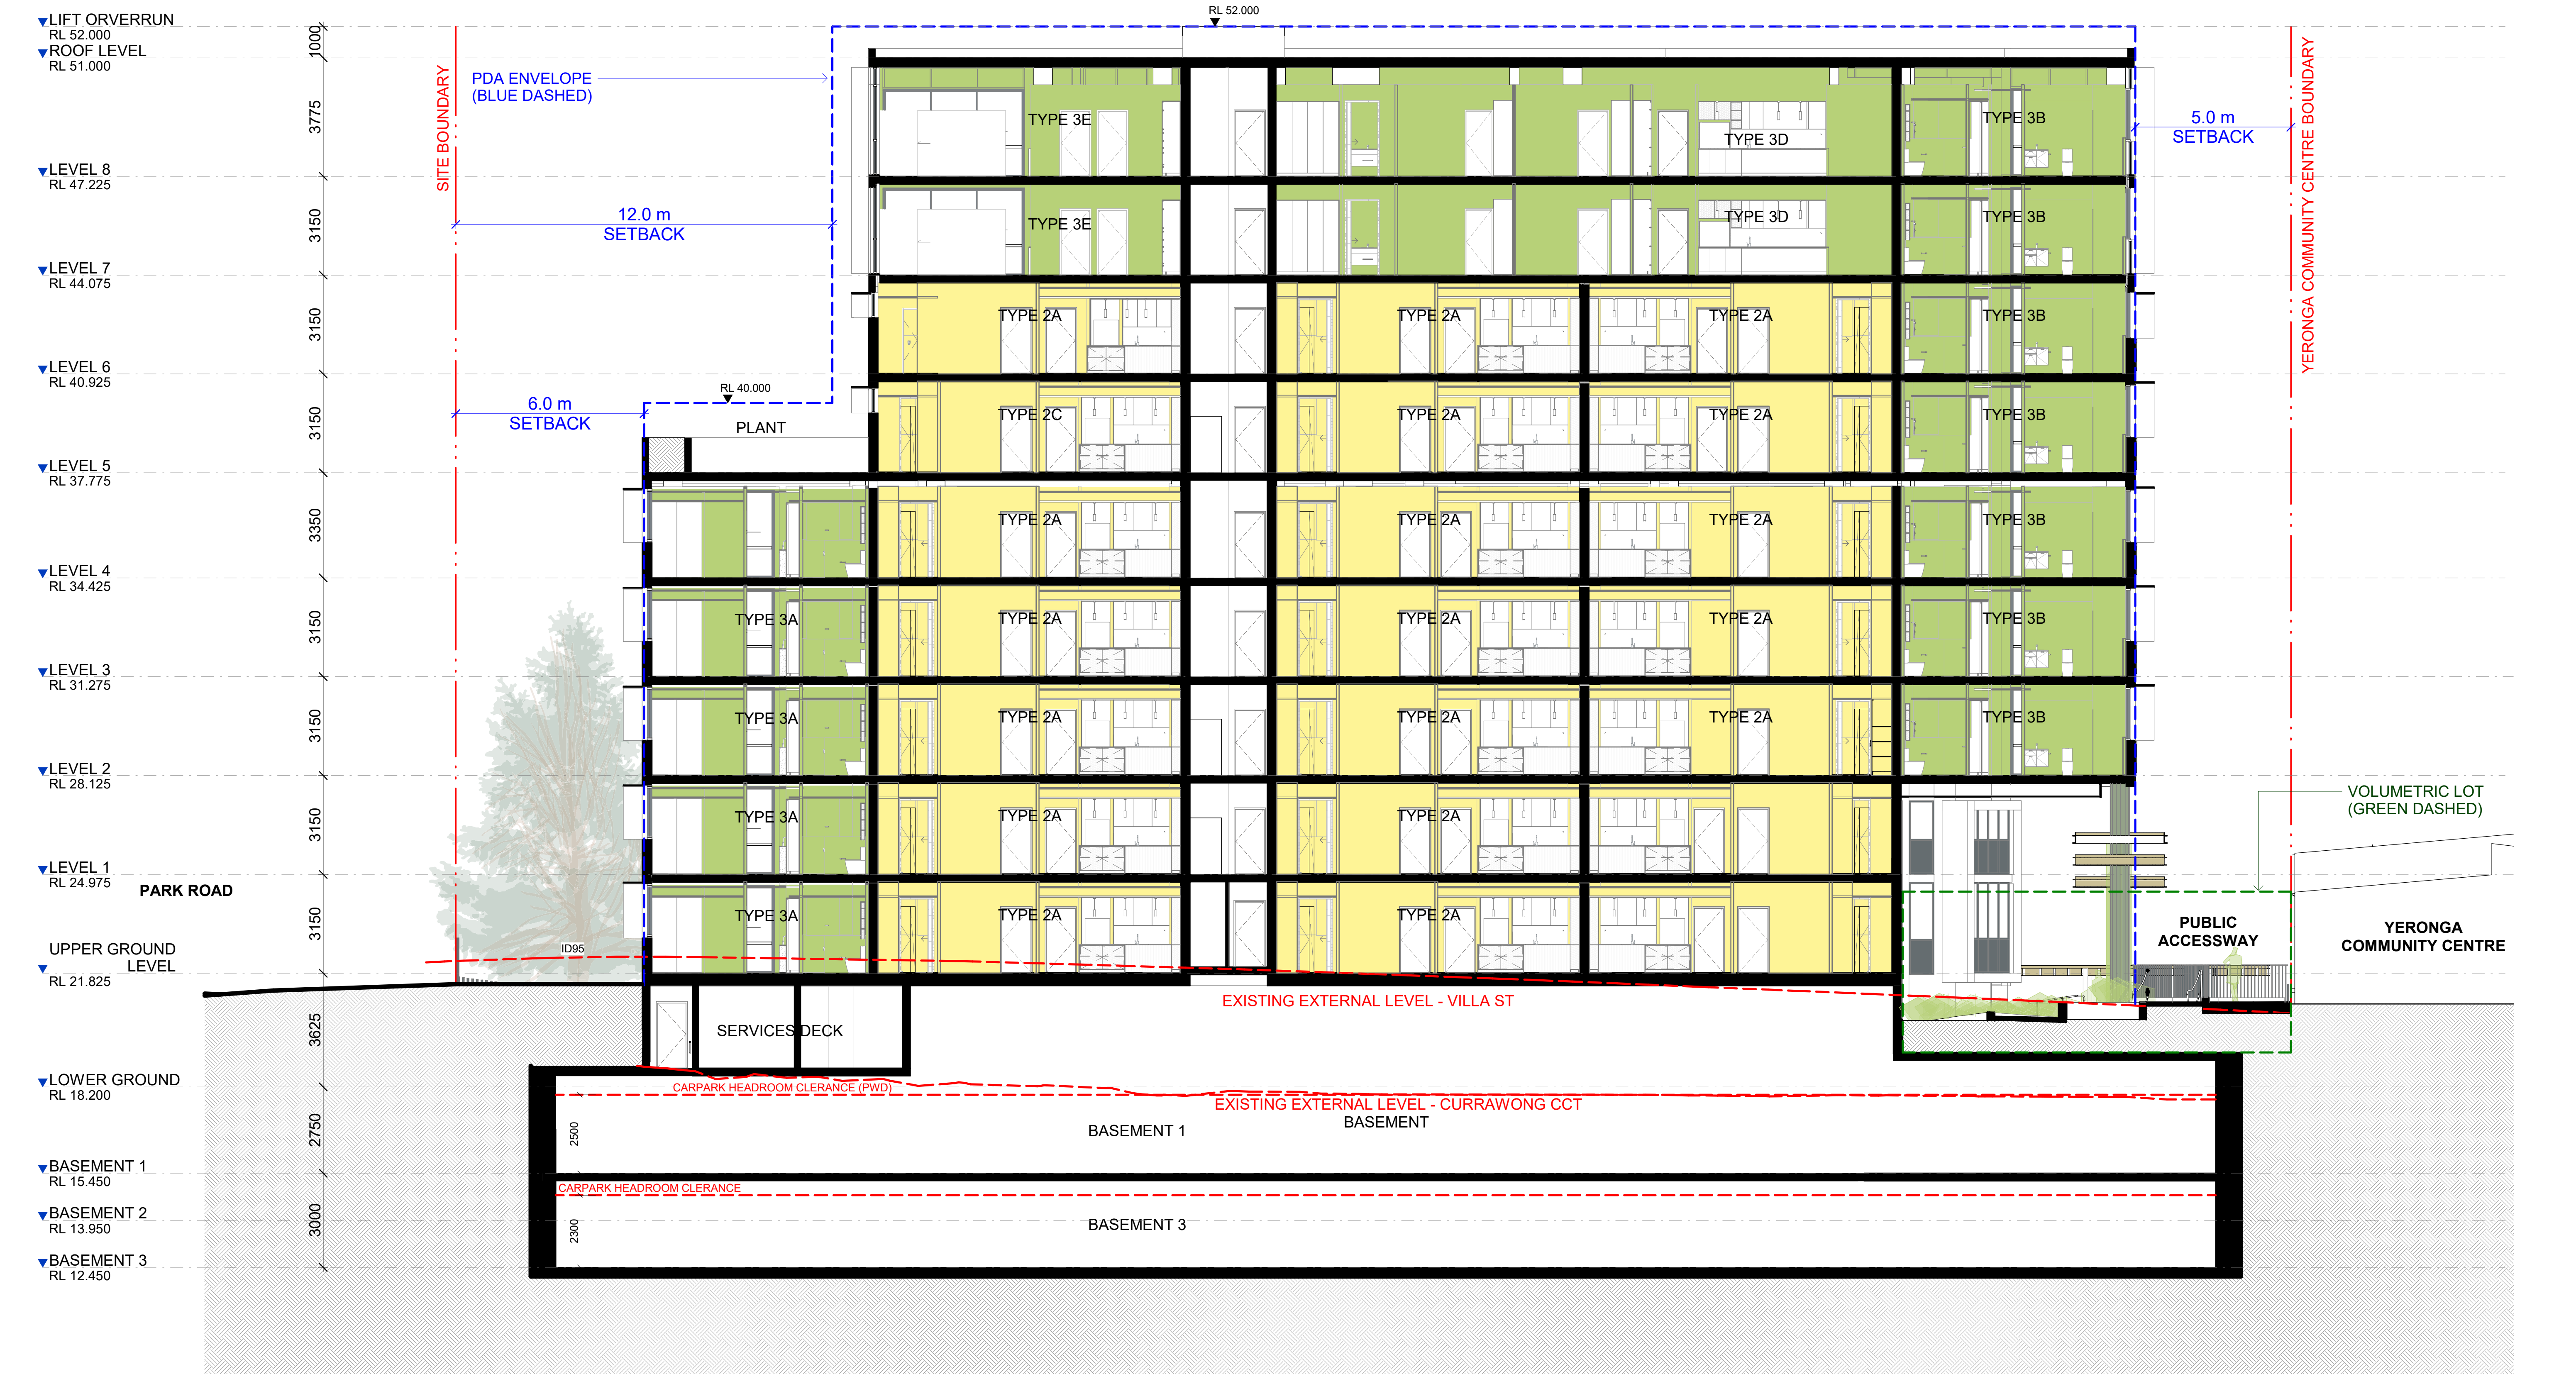 LIFT ORVERRUN
RL 52.000
ROOF LEVEL
RL 51.000
LEVEL 8
RL 47.225
LEVEL 7
RL 44.075
LEVEL 6
RL 40.925
LEVEL 5
RL 37.775
LEVEL 4
RL 34.425
LEVEL 3
RL 31.275
LEVEL 2
RL 28.125
LEVEL 1
RL 24.975
UPPER GROUND
LEVEL
RL 21.825
LOWER GROUND
RL 18.200
BASEMENT 1
RL 15.450
BASEMENT 2
RL 13.950
BASEMENT 3
RL 12.450
PARK ROAD
1000
3775
3150
3150
3150
3150
3350
3150
3150
3150
3150
3625
2750
3000
SITE BOUNDARY
PDA ENVELOPE
(BLUE DASHED)
12.0 m
SETBACK
6.0 m
SETBACK
RL 40.000
PLANT
RL 52.000
TYPE 3E
TYPE 3D
TYPE 3B
TYPE 3E
TYPE 3D
TYPE 3B
TYPE 2A
TYPE 2A
TYPE 2A
TYPE 3B
TYPE 2C
TYPE 2A
TYPE 2A
TYPE 3B
TYPE 2A
TYPE 2A
TYPE 2A
TYPE 3B
TYPE 3A
TYPE 2A
TYPE 2A
TYPE 2A
TYPE 3B
TYPE 3A
TYPE 2A
TYPE 2A
TYPE 2A
TYPE 3B
TYPE 3A
TYPE 2A
TYPE 2A
TYPE 3A
TYPE 2A
TYPE 2A
ID95
5.0 m
SETBACK
YERONGA COMMUNITY CENTRE BOUNDARY
VOLUMETRIC LOT
(GREEN DASHED)
PUBLIC
ACCESSWAY
YERONGA
COMMUNITY CENTRE
EXISTING EXTERNAL LEVEL - VILLA ST
SERVICES DECK
CARPARK HEADROOM CLERANCE (PWD)
EXISTING EXTERNAL LEVEL - CURRAWONG CCT
BASEMENT
BASEMENT 1
2500
CARPARK HEADROOM CLERANCE
BASEMENT 3
2300